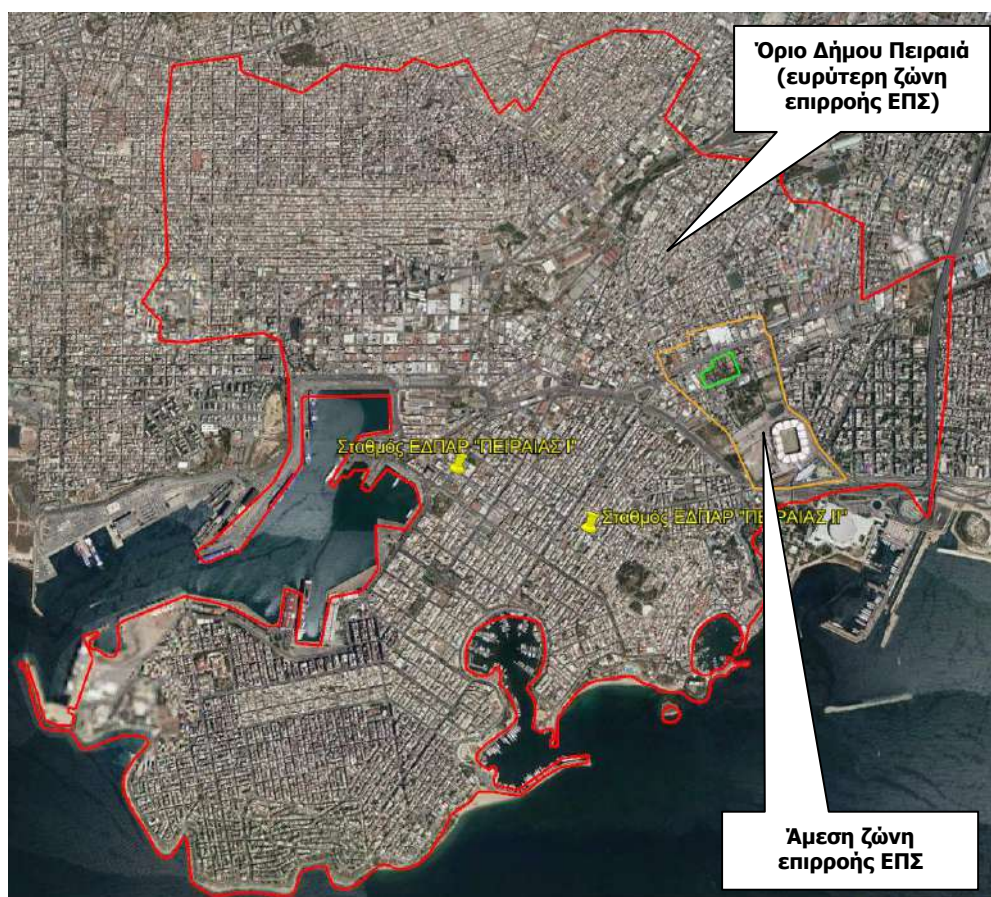 Όριο Δήμου Πειραιά
(ευρύτερη ζώνη
επιρροής ΕΠΣ)
Σταθμός ΕΔΠΑΡ "ΠΕΙΡΑΙΑΣ Ι"
Σταθμός ΕΔΠΑΡ "ΠΕΙΡΑΙΑΣ ΙΙ"
Άμεση ζώνη
επιρροής ΕΠΣ